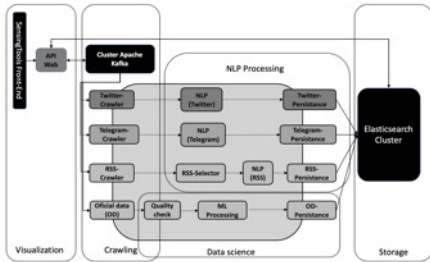 SensingTools Front-End
API
Web
Cluster Apache
Kafka
NLP Processing
Twitter-
Crawler
NLP
(Twitter)
Twitter-
Persistance
Telegram-
Crawler
NLP
(Telegram)
Telegram-
Persistance
Elasticsearch
Cluster
RSS-
Crawler
RSS-Selector
NLP
(RSS)
RSS-
Persistance
Oficial data
(OD)
Quality
check
ML
Processing
OD-
Persistance
Visualization
Crawling
Data science
Storage